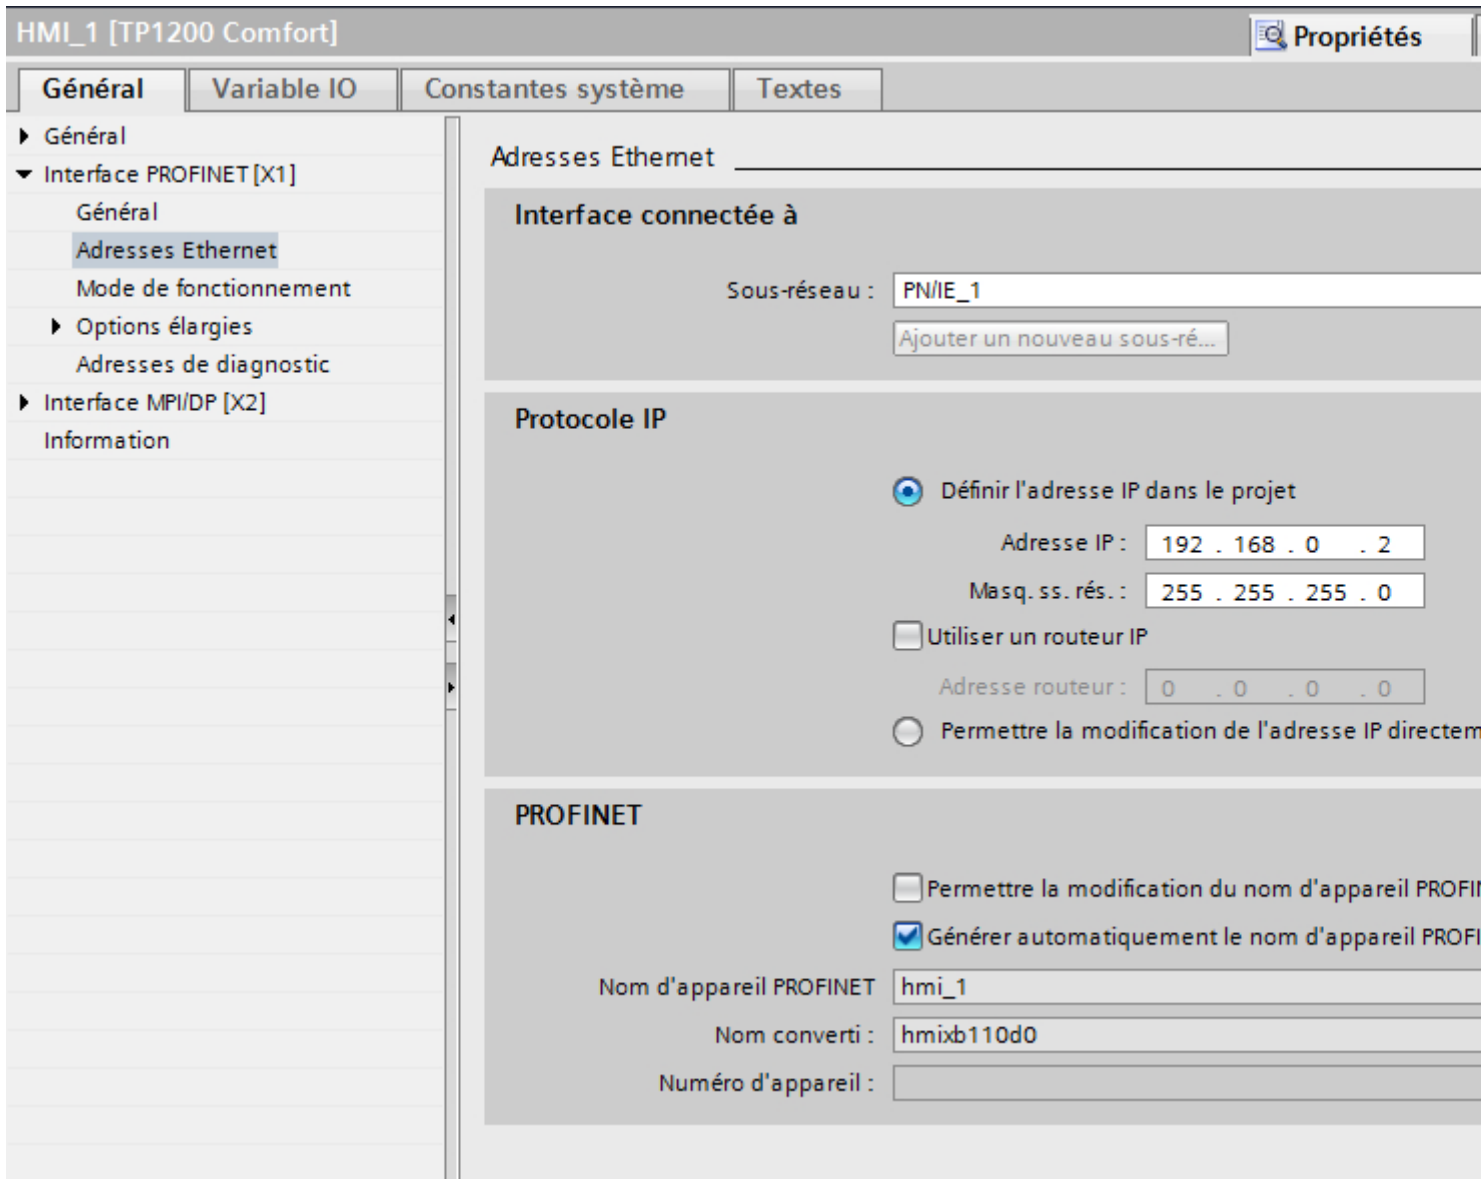 HMI_1 [TP1200 Comfort]
Propriétés
Général
Variable IO
Constantes système
Textes
Général
Interface PROFINET [X1]
Général
Adresses Ethernet
Mode de fonctionnement
Options élargies
Adresses de diagnostic
Interface MPI/DP [X2]
Information
Adresses Ethernet
Interface connectée à
Sous-réseau : PN/IE_1
Ajouter un nouveau sous-ré...
Protocole IP
Définir l'adresse IP dans le projet
Adresse IP : 192 . 168 . 0 . 2
Masq. ss. rés. : 255 . 255 . 255 . 0
Utiliser un routeur IP
Adresse routeur : 0 . 0 . 0 . 0
Permettre la modification de l'adresse IP directem
PROFINET
Permettre la modification du nom d'appareil PROFIN
Générer automatiquement le nom d'appareil PROFI
Nom d'appareil PROFINET hmi_1
Nom converti : hmixb110d0
Numéro d'appareil :